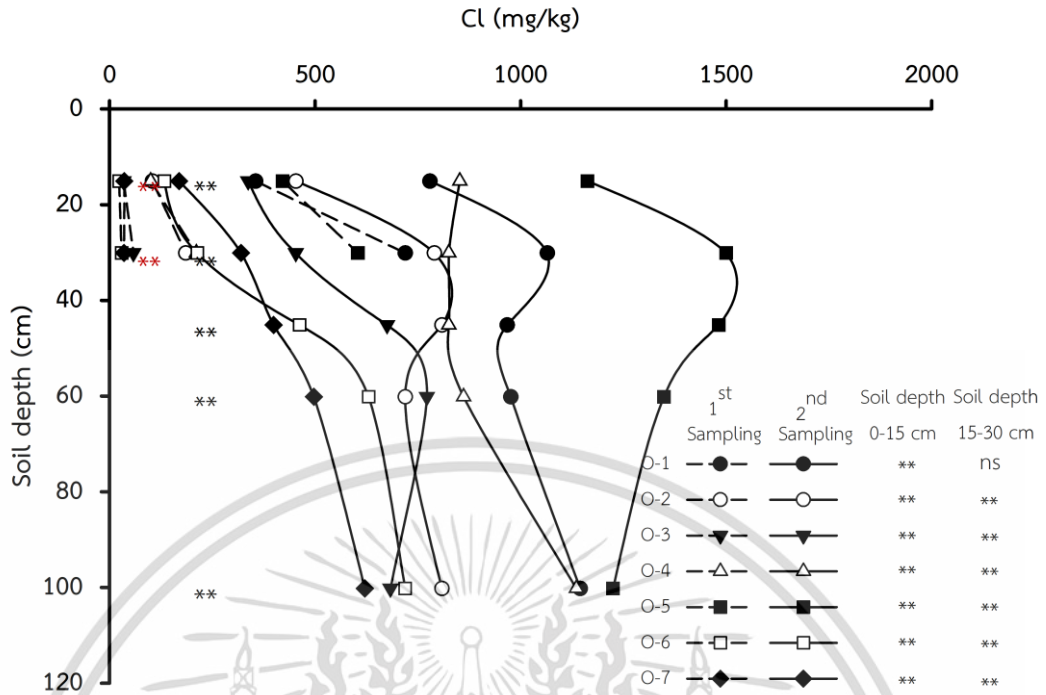 Cl (mg/kg)
0 500 1000 1500 2000
0
** **
20
** **
40
**
Soil depth (cm)
60
**
80
100
**
120
1st Sampling 2nd Sampling Soil depth 0-15 cm Soil depth 15-30 cm
O-1 ** ns
O-2 ** **
O-3 ** **
O-4 ** **
O-5 ** **
O-6 ** **
O-7 ** **